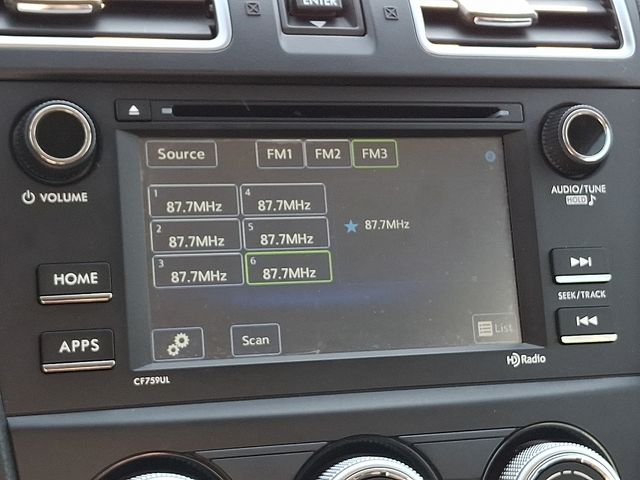 ENTER
VOLUME
HOME
APPS
Source
FM1 FM2 FM3
1 87.7MHz
4 87.7MHz
2 87.7MHz
5 87.7MHz
3 87.7MHz
6 87.7MHz
87.7MHz
Scan
List
CF759UL
HD Radio
AUDIO/TUNE
HOLD
SEEK/TRACK